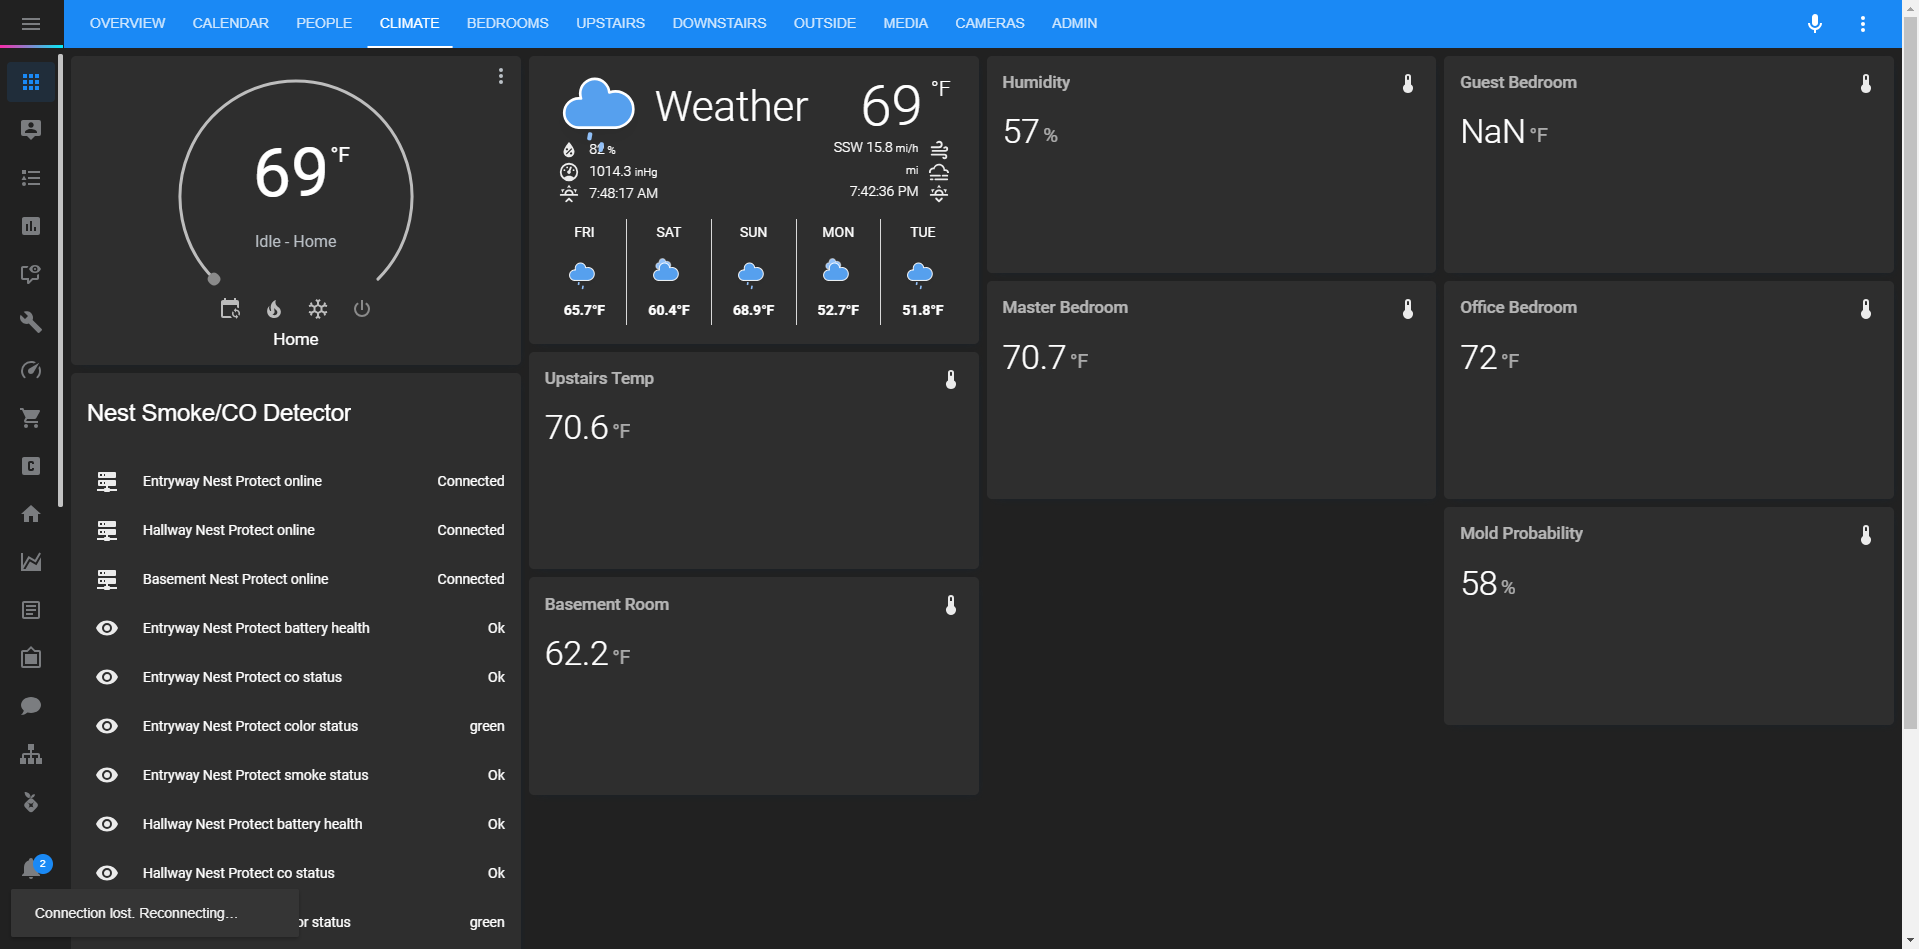 OVERVIEW CALENDAR PEOPLE CLIMATE BEDROOMS UPSTAIRS DOWNSTAIRS OUTSIDE MEDIA CAMERAS ADMIN
69 °F
Idle - Home
Home
Nest Smoke/CO Detector
Entryway Nest Protect online Connected
Hallway Nest Protect online Connected
Basement Nest Protect online Connected
Entryway Nest Protect battery health Ok
Entryway Nest Protect co status Ok
Entryway Nest Protect color status green
Entryway Nest Protect smoke status Ok
Hallway Nest Protect battery health Ok
Hallway Nest Protect co status Ok
or status green
C
2
Connection lost. Reconnecting...
Weather 69 °F
82 % SSW 15.8 mi/h
1014.3 inHg mi
7:48:17 AM 7:42:36 PM
FRI SAT SUN MON TUE
65.7°F 60.4°F 68.9°F 52.7°F 51.8°F
Upstairs Temp
70.6 °F
Basement Room
62.2 °F
Humidity
57 %
Master Bedroom
70.7 °F
Guest Bedroom
NaN °F
Office Bedroom
72 °F
Mold Probability
58 %